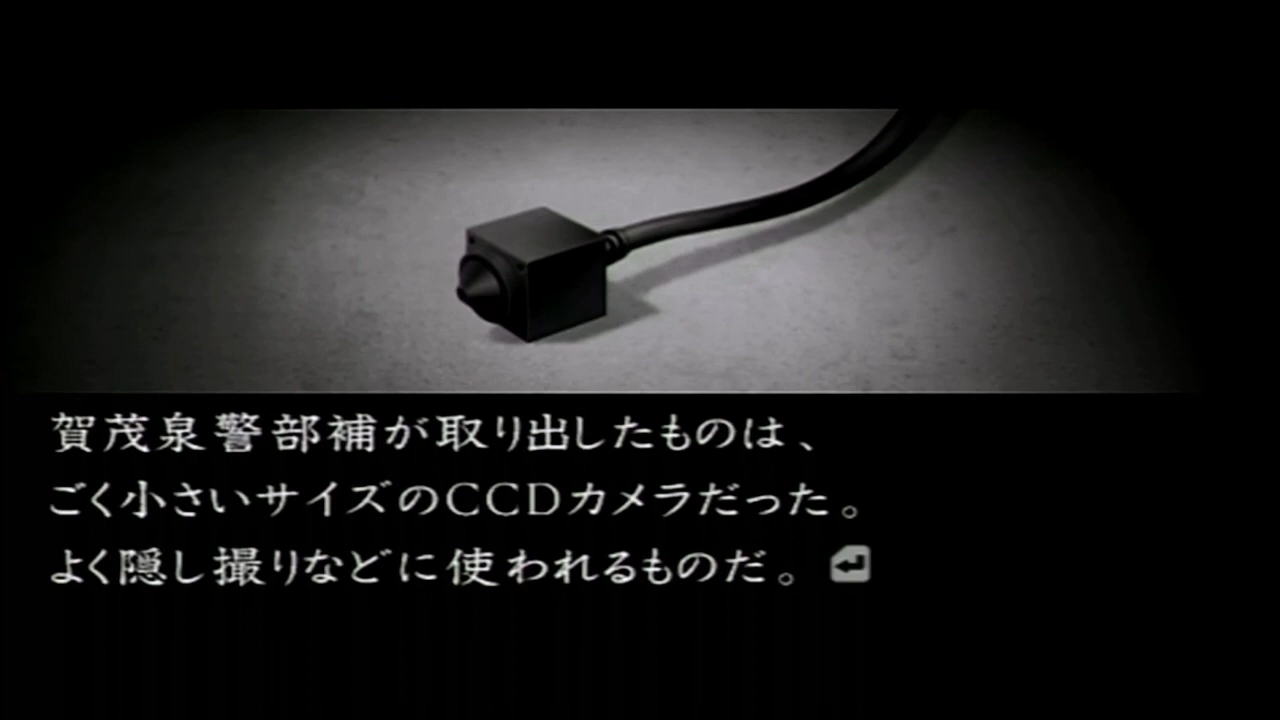 賀茂泉警部補が取り出したものは、
ごく小さいサイズのCCDカメラだった。
よく隠し撮りなどに使われるものだ。